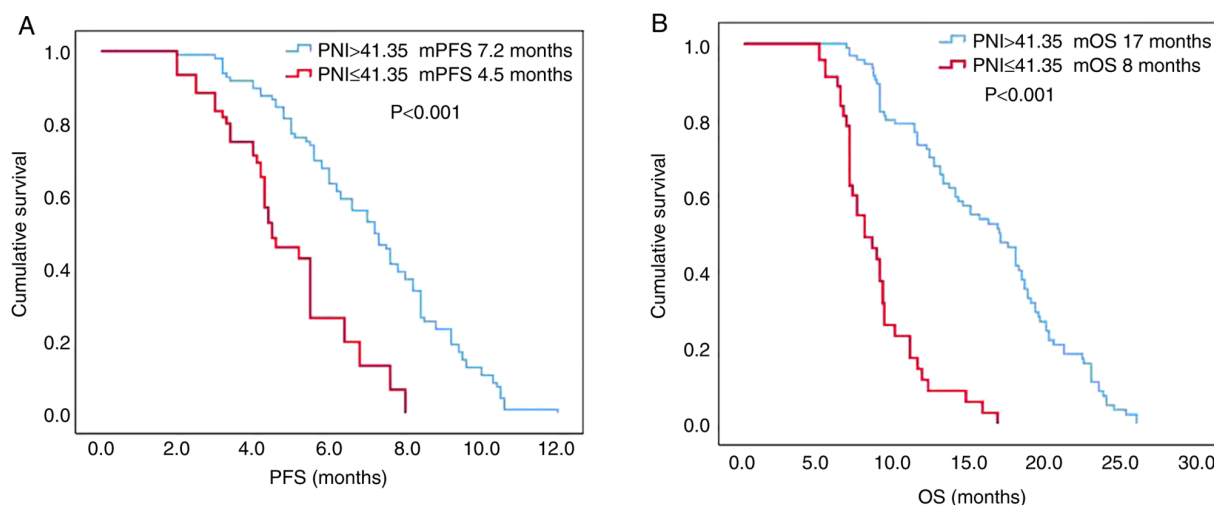 A
PNI>41.35 mPFS 7.2 months
PNI≤41.35 mPFS 4.5 months
P<0.001
Cumulative survival
1.0
0.8
0.6
0.4
0.2
0.0
0.0 2.0 4.0 6.0 8.0 10.0 12.0
PFS (months)
B
PNI>41.35 mOS 17 months
PNI≤41.35 mOS 8 months
P<0.001
Cumulative survival
1.0
0.8
0.6
0.4
0.2
0.0
0.0 5.0 10.0 15.0 20.0 25.0 30.0
OS (months)